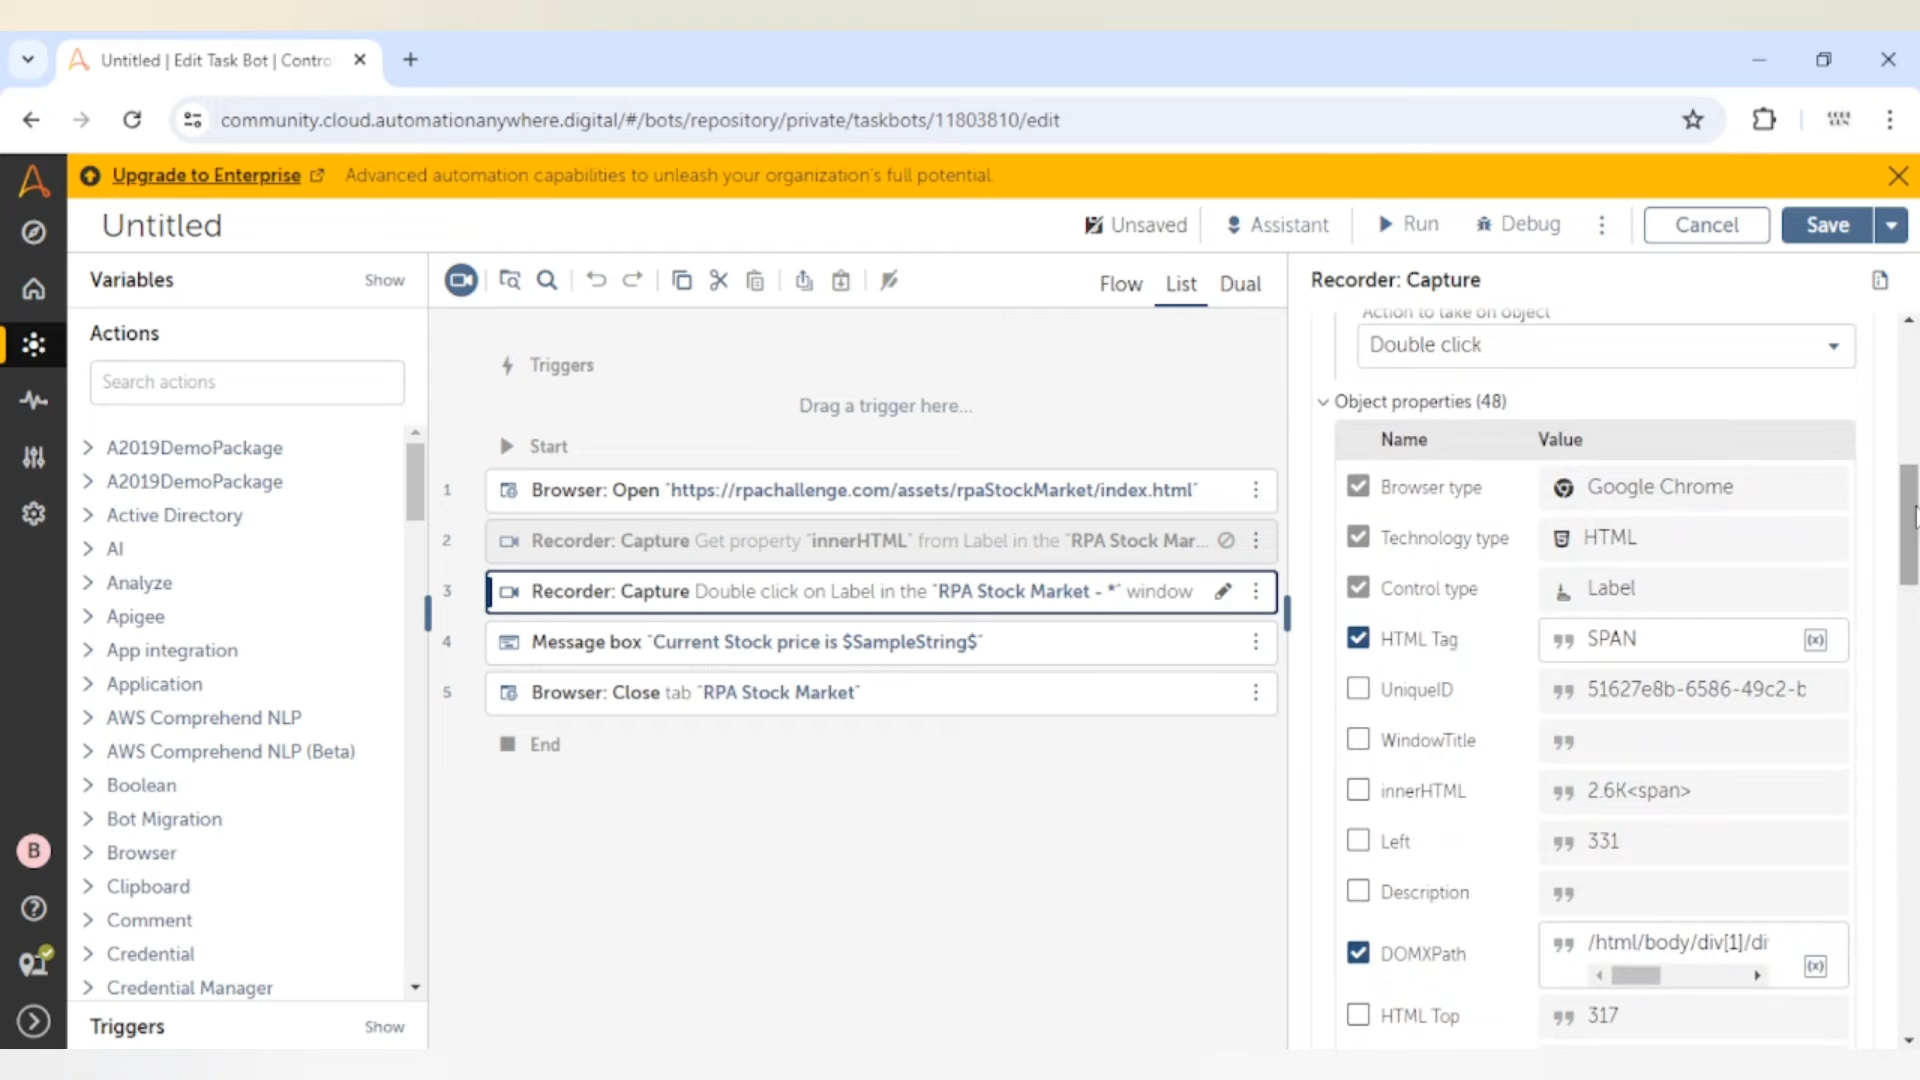 Untitled | Edit Task Bot | Contro
community.cloud.automationanywhere.digital/#/bots/repository/private/taskbots/11803810/edit
Upgrade to Enterprise Advanced automation capabilities to unleash your organization's full potential.
Untitled
Unsaved
Assistant
Run
Debug
Cancel
Save
Variables
Show
Actions
Search actions
A2019DemoPackage
A2019DemoPackage
Active Directory
AI
Analyze
Apigee
App integration
Application
AWS Comprehend NLP
AWS Comprehend NLP (Beta)
Boolean
Bot Migration
Browser
Clipboard
Comment
Credential
Credential Manager
Triggers
Show
B
Flow
List
Dual
Triggers
Drag a trigger here...
Start
1 Browser: Open "https://rpachallenge.com/assets/rpaStockMarket/index.html"
2 Recorder: Capture Get property "innerHTML" from Label in the "RPA Stock Mar...
3 Recorder: Capture Double click on Label in the "RPA Stock Market - *" window
4 Message box "Current Stock price is $SampleString$"
5 Browser: Close tab "RPA Stock Market"
End
Recorder: Capture
Action to take on object
Double click
Object properties (48)
Name Value
Browser type Google Chrome
Technology type HTML
Control type Label
HTML Tag SPAN (x)
UniqueID 51627e8b-6586-49c2-b
WindowTitle
innerHTML 2.6K<span>
Left 331
Description
DOMXPath /html/body/div[1]/di (x)
HTML Top 317